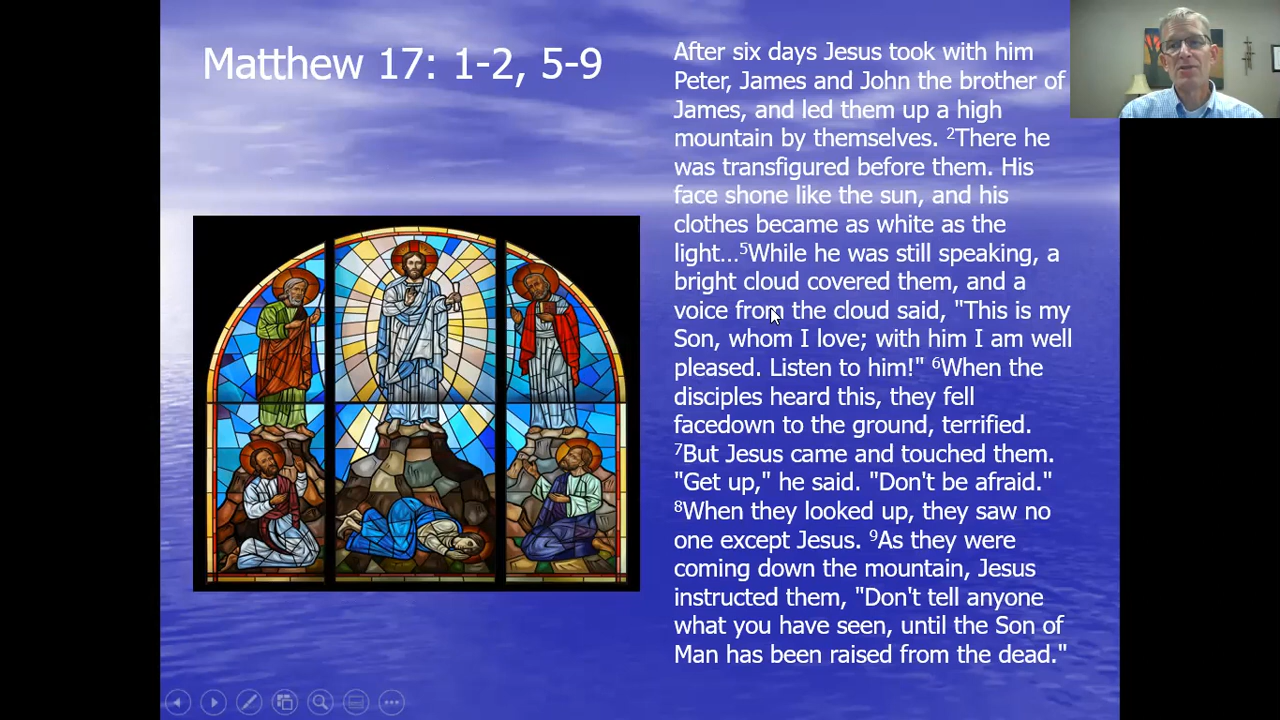 Matthew 17: 1-2, 5-9
After six days Jesus took with him
Peter, James and John the brother of
James, and led them up a high
mountain by themselves. ²There he
was transfigured before them. His
face shone like the sun, and his
clothes became as white as the
light…⁵While he was still speaking, a
bright cloud covered them, and a
voice from the cloud said, "This is my
Son, whom I love; with him I am well
pleased. Listen to him!" ⁶When the
disciples heard this, they fell
facedown to the ground, terrified.
⁷But Jesus came and touched them.
"Get up," he said. "Don't be afraid."
⁸When they looked up, they saw no
one except Jesus. ⁹As they were
coming down the mountain, Jesus
instructed them, "Don't tell anyone
what you have seen, until the Son of
Man has been raised from the dead."